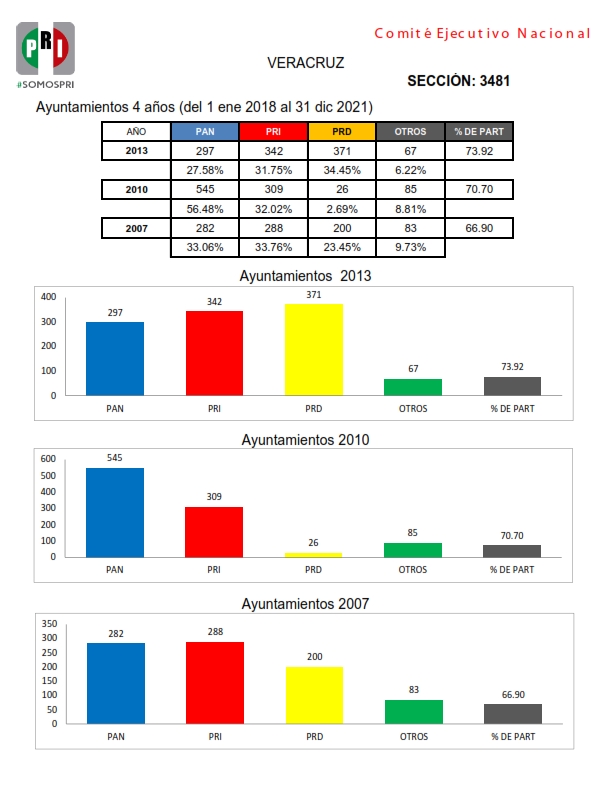 Comité Ejecutivo Nacional
PRI
#SOMOSPRI
VERACRUZ
SECCIÓN: 3481
Ayuntamientos 4 años (del 1 ene 2018 al 31 dic 2021)
AÑO PAN PRI PRD OTROS % DE PART
2013 297 342 371 67 73.92
27.58% 31.75% 34.45% 6.22%
2010 545 309 26 85 70.70
56.48% 32.02% 2.69% 8.81%
2007 282 288 200 83 66.90
33.06% 33.76% 23.45% 9.73%
Ayuntamientos 2013
400
300
200
100
0
297 342 371 67 73.92
PAN PRI PRD OTROS % DE PART
Ayuntamientos 2010
600
500
400
300
200
100
0
545 309 26 85 70.70
PAN PRI PRD OTROS % DE PART
Ayuntamientos 2007
350
300
250
200
150
100
50
0
282 288 200 83 66.90
PAN PRI PRD OTROS % DE PART